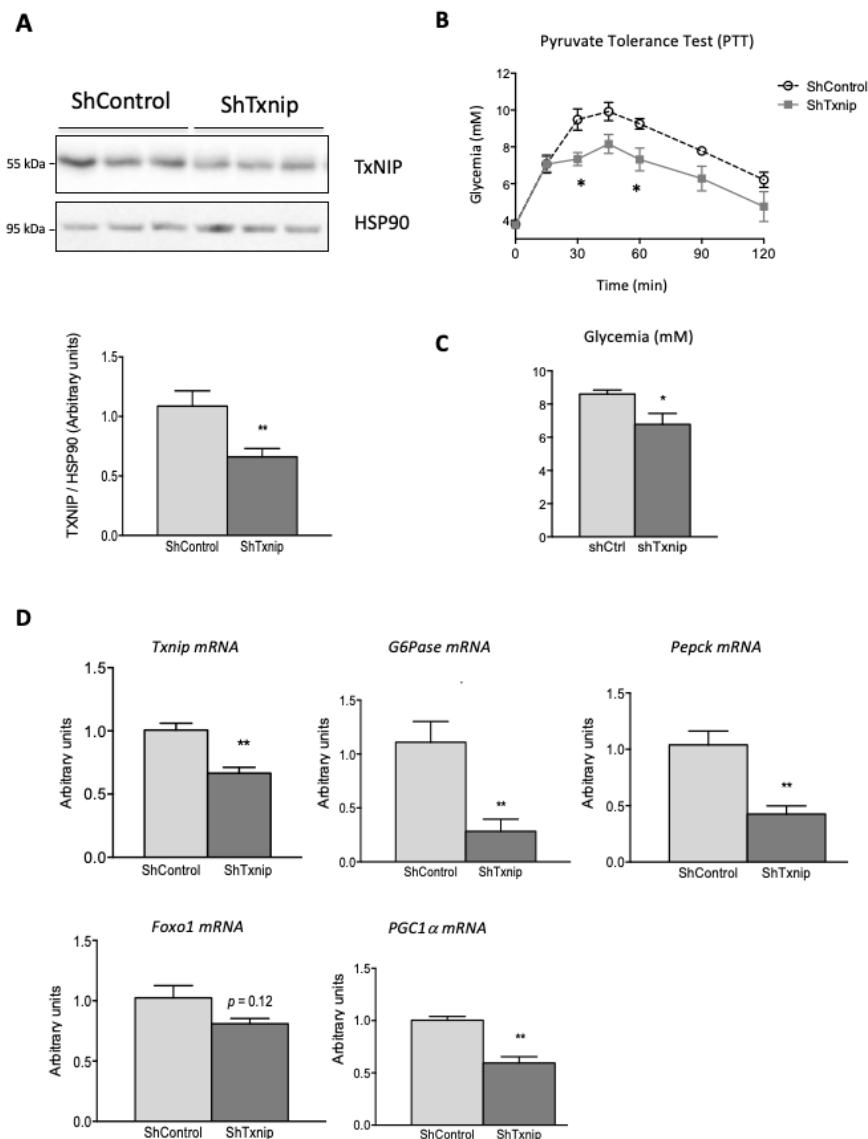 A
ShControl
ShTxnip
55 kDa
TxNIP
95 kDa
HSP90
TXNIP / HSP90 (Arbitrary units)
1.5
1.0
0.5
0.0
**
ShControl
ShTxnip
B
Pyruvate Tolerance Test (PTT)
Glycemia (mM)
12
10
8
6
4
*
*
0
30
60
90
120
Time (min)
ShControl
ShTxnip
C
Glycemia (mM)
10
8
6
4
2
0
*
shCtrl
shTxnip
D
Txnip mRNA
Arbitrary units
1.5
1.0
0.5
0.0
**
ShControl
ShTxnip
G6Pase mRNA
Arbitrary units
1.5
1.0
0.5
0.0
**
ShControl
ShTxnip
Pepck mRNA
Arbitrary units
1.5
1.0
0.5
0.0
**
ShControl
ShTxnip
Foxo1 mRNA
Arbitrary units
1.5
1.0
0.5
0.0
p = 0.12
ShControl
ShTxnip
PGC1α mRNA
Arbitrary units
1.5
1.0
0.5
0.0
**
ShControl
ShTxnip